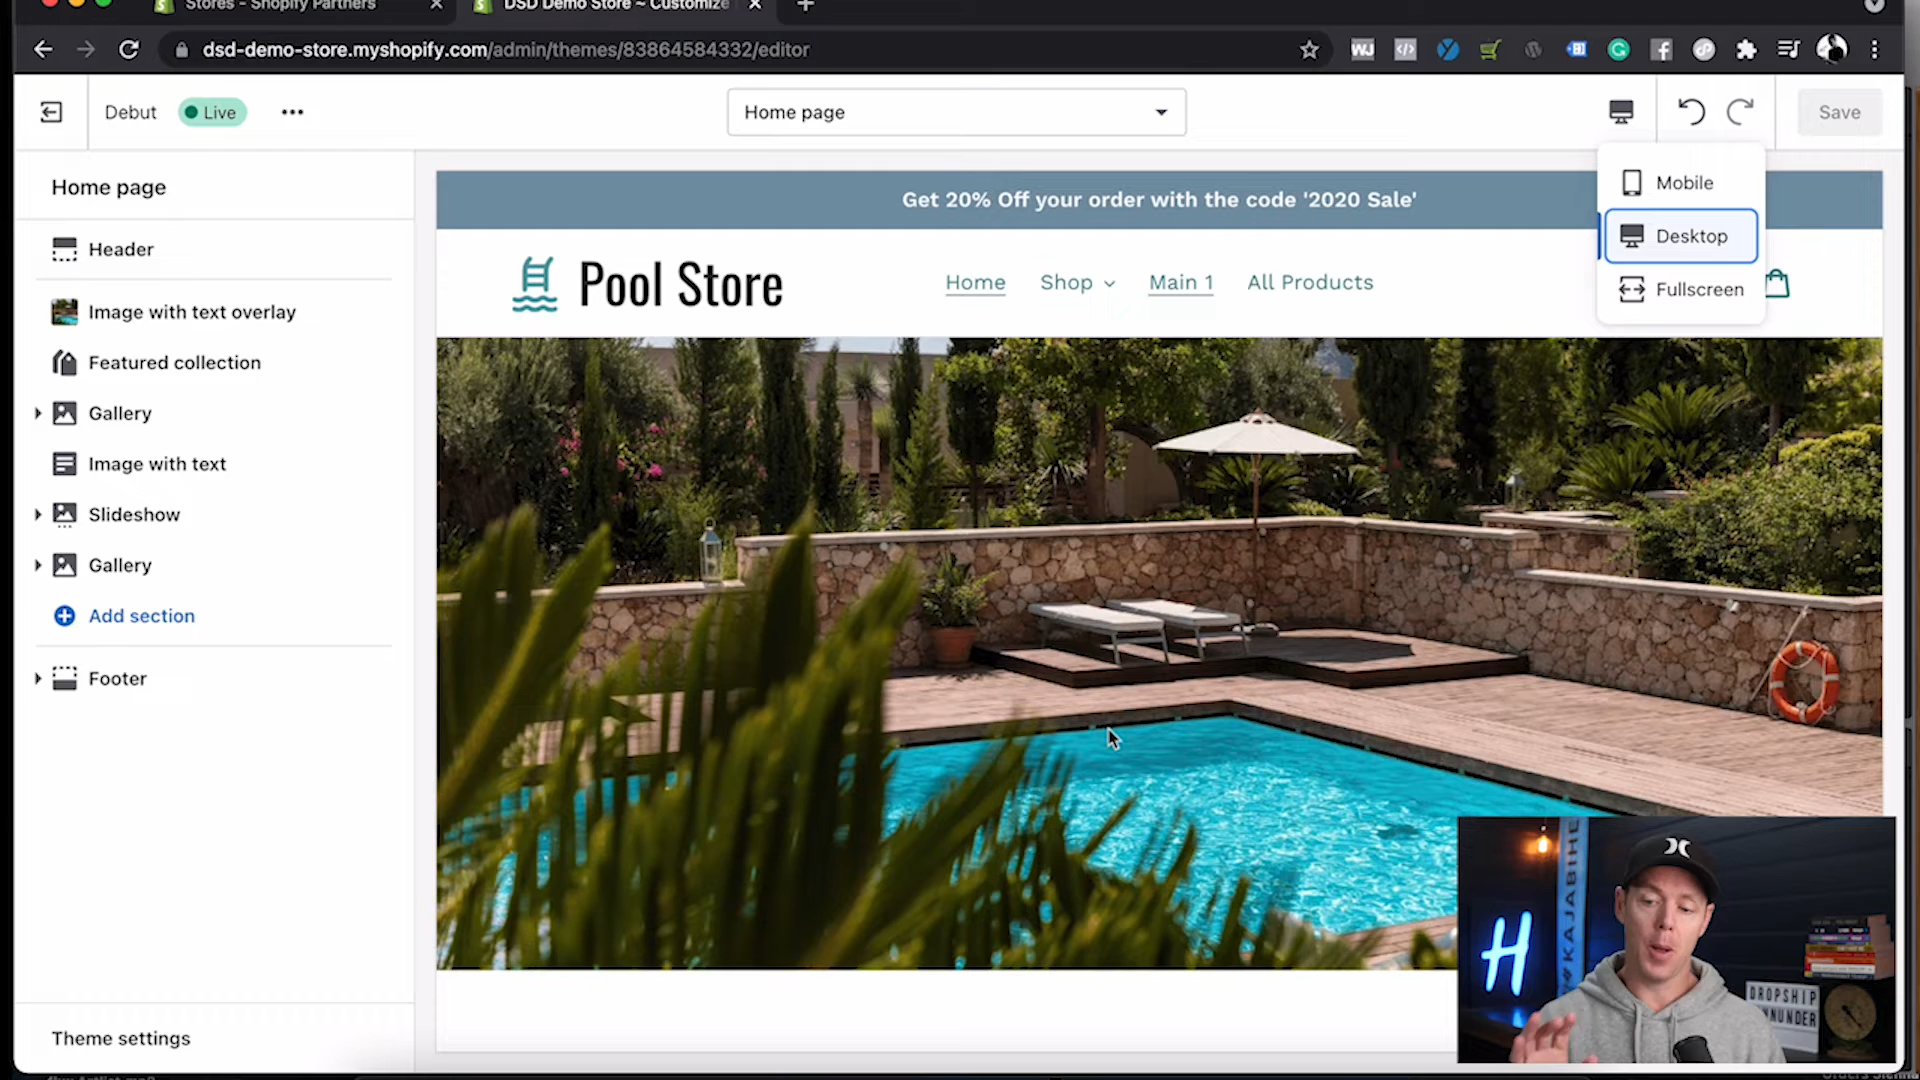 Stores - Shopify Partners
DSD Demo Store ~ Customize
dsd-demo-store.myshopify.com/admin/themes/83864584332/editor
Debut
Live
Home page
Save
Mobile
Desktop
Fullscreen
Home page
Header
Image with text overlay
Featured collection
Gallery
Image with text
Slideshow
Gallery
Add section
Footer
Theme settings
Get 20% Off your order with the code '2020 Sale'
Pool Store
Home
Shop
Main 1
All Products
H
#KAJABIHE
DROPSHIP
WNUNDER